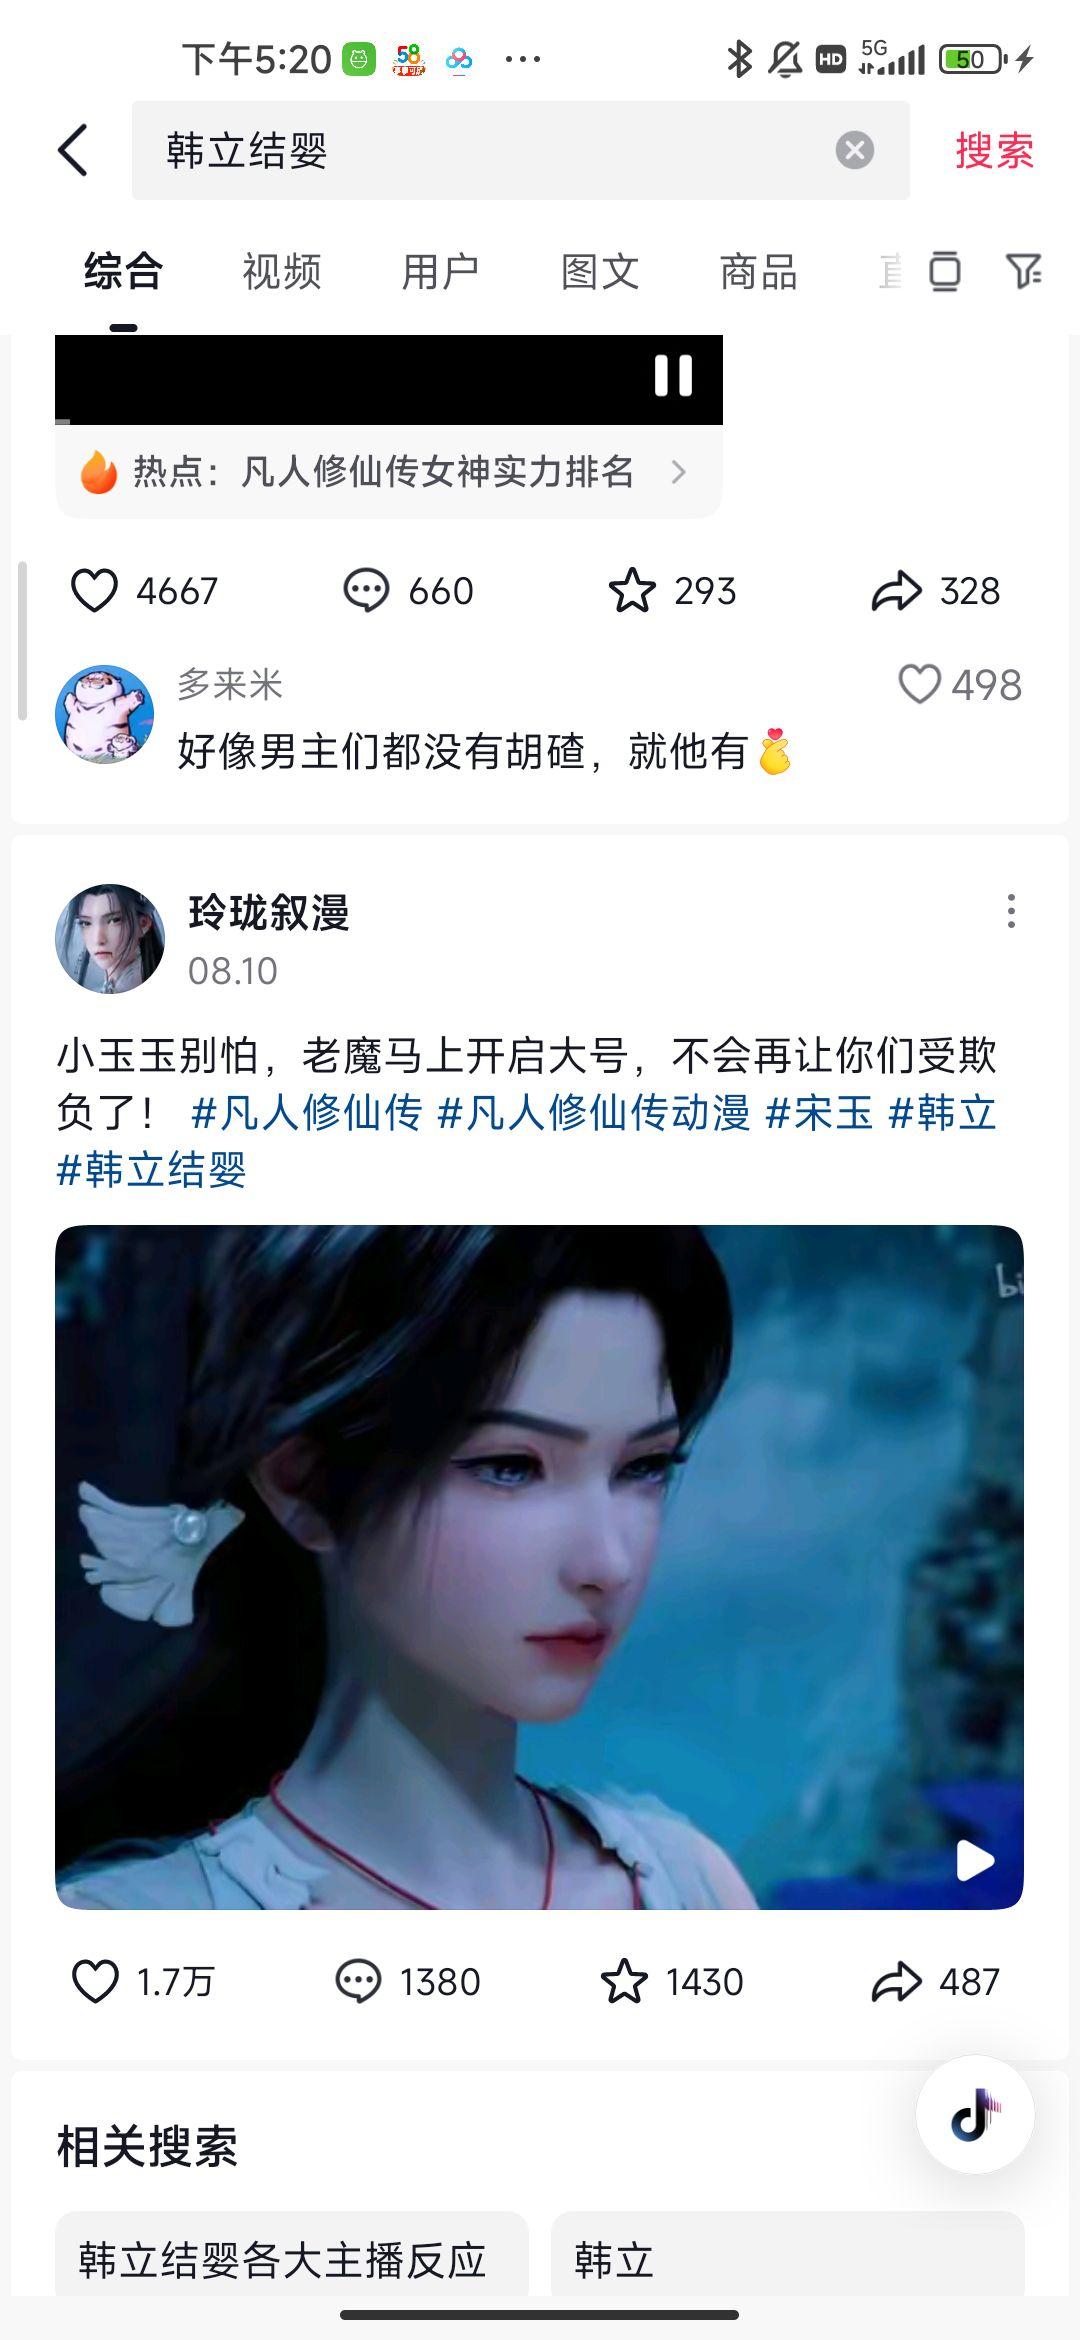 下午5:20 58 ... HD 5G 50
韩立结婴 搜索
综合 视频 用户 图文 商品
热点：凡人修仙传女神实力排名
4667 660 293 328
多来米 498
好像男主们都没有胡碴，就他有
玲珑叙漫
08.10
小玉玉别怕，老魔马上开启大号，不会再让你们受欺
负了！ #凡人修仙传 #凡人修仙传动漫 #宋玉 #韩立
#韩立结婴
bi
1.7万 1380 1430 487
相关搜索
韩立结婴各大主播反应 韩立